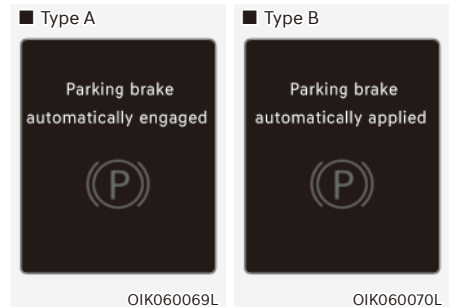 ■ Type A
Parking brake
automatically engaged
P
OIK060069L
■ Type B
Parking brake
automatically applied
P
OIK060070L